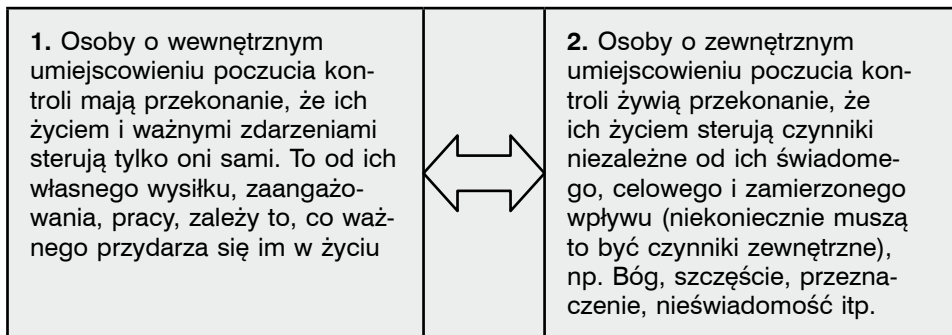 1. Osoby o wewnętrznym
umiejscowieniu poczucia kon-
troli mają przekonanie, że ich
życiem i ważnymi zdarzeniami
sterują tylko oni sami. To od ich
własnego wysiłku, zaangażo-
wania, pracy, zależy to, co waż-
nego przydarza się im w życiu
2. Osoby o zewnętrznym
umiejscowieniu poczucia kon-
troli żywią przekonanie, że
ich życiem sterują czynniki
niezależne od ich świadome-
go, celowego i zamierzonego
wpływu (niekoniecznie muszą
to być czynniki zewnętrzne),
np. Bóg, szczęście, przezna-
czenie, nieświadomość itp.